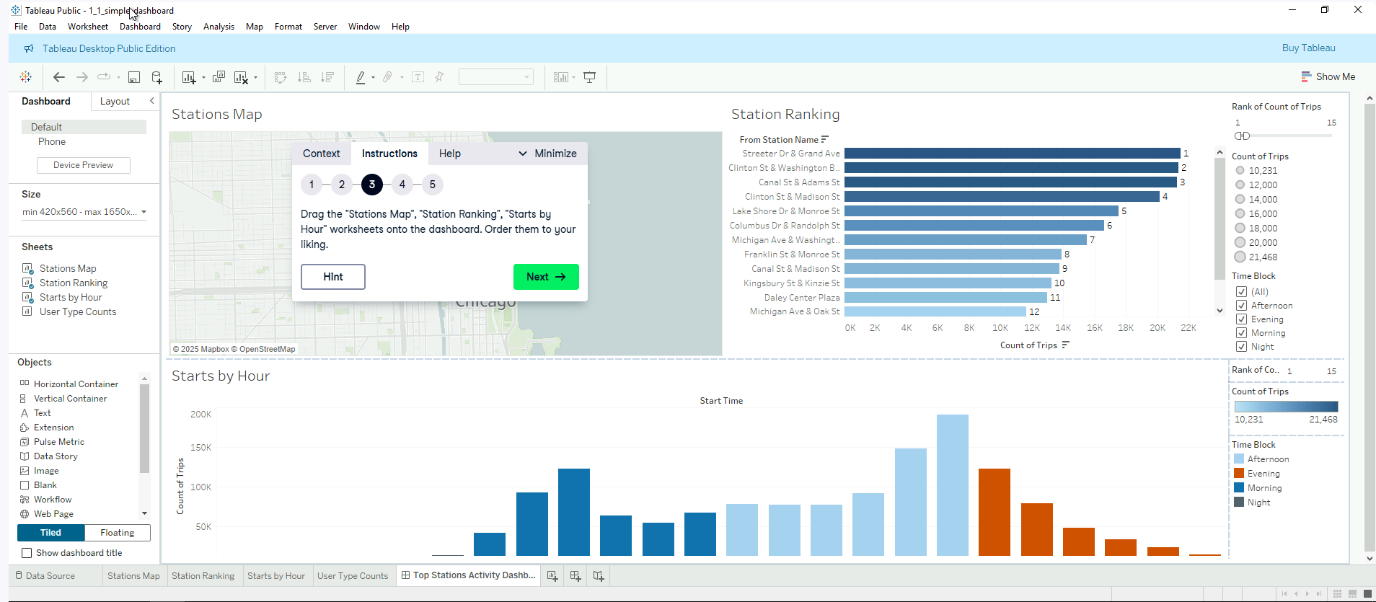 Tableau Public - 1_1_simple_dashboard
File Data Worksheet Dashboard Story Analysis Map Format Server Window Help
Tableau Desktop Public Edition
Buy Tableau
Show Me
Dashboard
Layout
Default
Phone
Device Preview
Size
min 420x560 - max 1650x...
Sheets
Stations Map
Station Ranking
Starts by Hour
User Type Counts
Objects
Horizontal Container
Vertical Container
Text
Extension
Pulse Metric
Data Story
Image
Blank
Workflow
Web Page
Tiled
Floating
Show dashboard title
Stations Map
Context
Instructions
Help
Minimize
1 2 3 4 5
Drag the "Stations Map", "Station Ranking", "Starts by
Hour" worksheets onto the dashboard. Order them to your
liking.
Hint
Next →
Chicago
© 2025 Mapbox © OpenStreetMap
Station Ranking
From Station Name
Streeter Dr & Grand Ave 1
Clinton St & Washington B.. 2
Canal St & Adams St 3
Clinton St & Madison St 4
Lake Shore Dr & Monroe St 5
Columbus Dr & Randolph St 6
Michigan Ave & Washingt.. 7
Franklin St & Monroe St 8
Canal St & Madison St 9
Kingsbury St & Kinzie St 10
Daley Center Plaza 11
Michigan Ave & Oak St 12
0K 2K 4K 6K 8K 10K 12K 14K 16K 18K 20K 22K
Count of Trips
Rank of Count of Trips
1 15
Count of Trips
10,231
12,000
14,000
16,000
18,000
20,000
21,468
Time Block
(All)
Afternoon
Evening
Morning
Night
Rank of Co.. 1 15
Count of Trips
10,231 21,468
Time Block
Afternoon
Evening
Morning
Night
Starts by Hour
Start Time
200K
150K
100K
50K
Count of Trips
Data Source
Stations Map
Station Ranking
Starts by Hour
User Type Counts
Top Stations Activity Dashb...